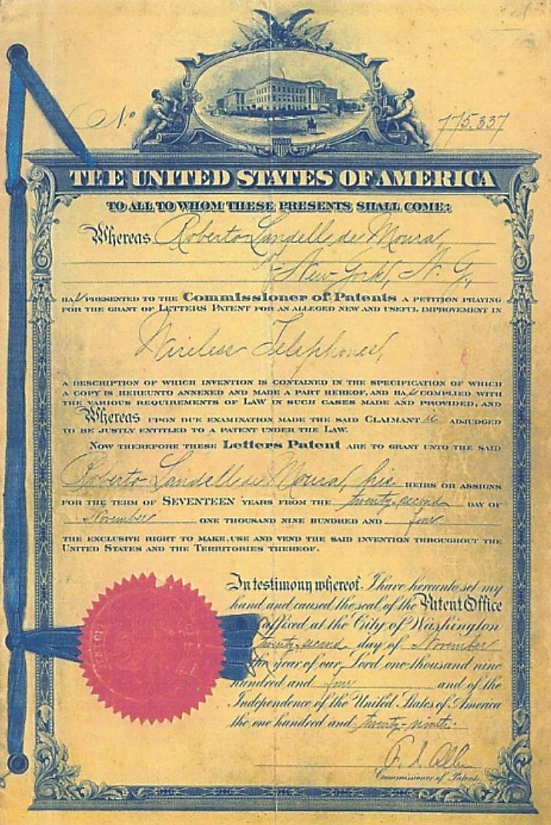 No. 775,337
THE UNITED STATES OF AMERICA
TO ALL TO WHOM THESE PRESENTS SHALL COME:
Whereas Roberto Landell de Moura,
of
New York, N. Y.,
HAS PRESENTED TO THE Commissioner of Patents A PETITION PRAYING
FOR THE GRANT OF LETTERS PATENT FOR AN ALLEGED NEW AND USEFUL IMPROVEMENT IN
Wireless Telephones,
A DESCRIPTION OF WHICH INVENTION IS CONTAINED IN THE SPECIFICATION OF WHICH
A COPY IS HEREUNTO ANNEXED AND MADE A PART HEREOF, AND HAS COMPLIED WITH
THE VARIOUS REQUIREMENTS OF LAW IN SUCH CASES MADE AND PROVIDED, AND
Whereas UPON DUE EXAMINATION MADE THE SAID CLAIMANT is ADJUDGED
TO BE JUSTLY ENTITLED TO A PATENT UNDER THE LAW.
NOW THEREFORE THESE Letters Patent ARE TO GRANT UNTO THE SAID
Roberto Landell de Moura, his HEIRS OR ASSIGNS
FOR THE TERM OF SEVENTEEN YEARS FROM THE twenty-second DAY OF
November ONE THOUSAND NINE HUNDRED AND four
THE EXCLUSIVE RIGHT TO MAKE, USE AND VEND THE SAID INVENTION THROUGHOUT THE
UNITED STATES AND THE TERRITORIES THEREOF.
In testimony whereof I have hereunto set my
hand and caused the seal of the Patent Office
affixed at the City of Washington
twenty-second day of November
the year of our Lord one thousand nine
hundred and four and of the
Independence of the United States of America
the one hundred and twenty-ninth.
Commissioner of Patents